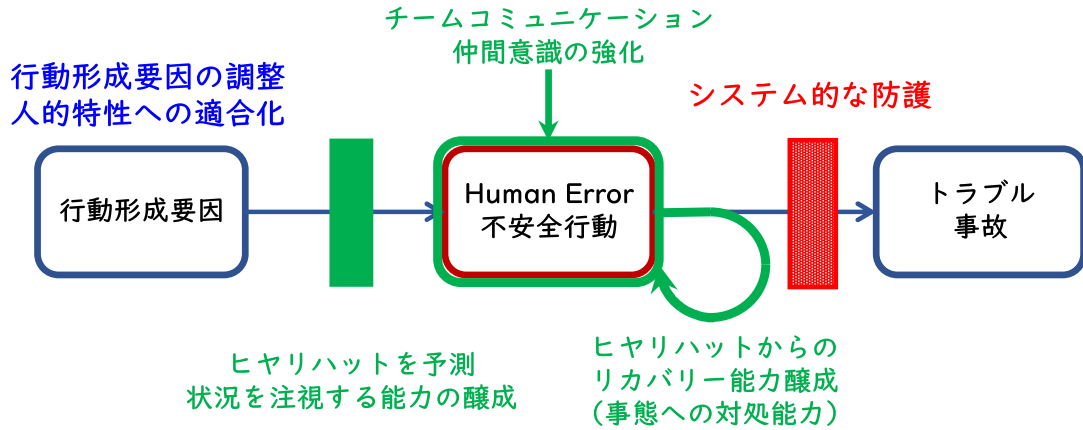 チームコミュニケーション
仲間意識の強化
行動形成要因の調整
人的特性への適合化
システム的な防護
行動形成要因
Human Error
不安全行動
トラブル
事故
ヒヤリハットを予測
状況を注視する能力の醸成
ヒヤリハットからの
リカバリー能力醸成
(事態への対処能力)